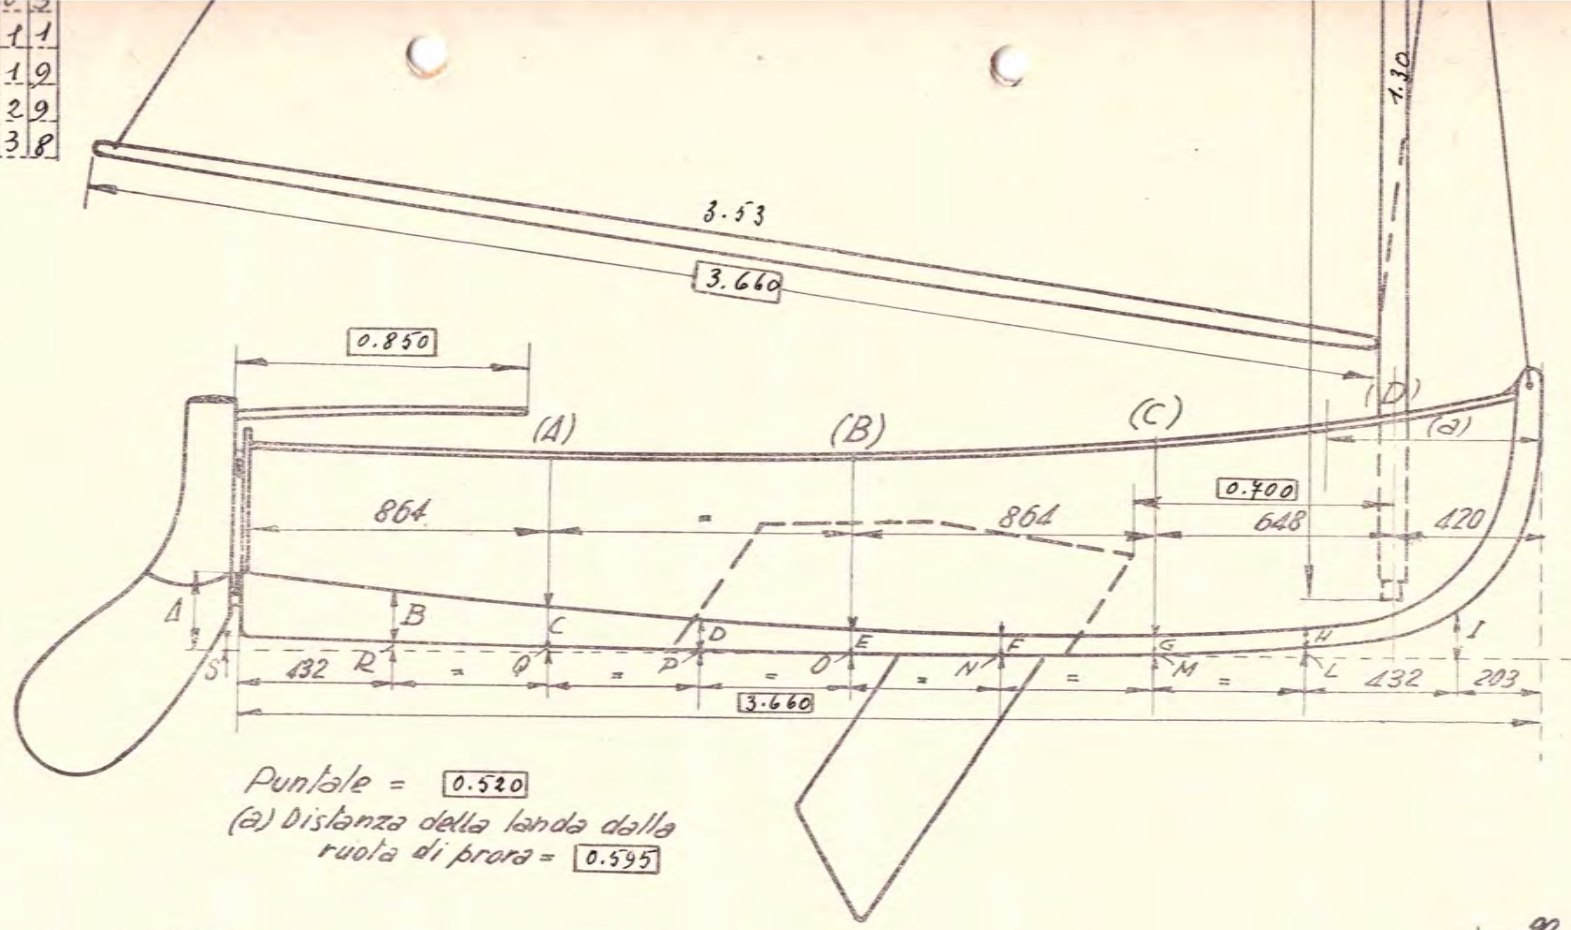 1 1
1 9
2 9
3 8
1.30
3.53
3.660
0.850
(A)
(B)
(C)
(D)
(a)
864
=
864
0.700
648
420
A
B
C
D
E
F
G
H
I
S
R
Q
P
O
N
M
L
432
=
=
=
=
=
=
432
203
3.660
Puntale = 0.520
(a) Distanza della landa dalla
ruota di prora = 0.595